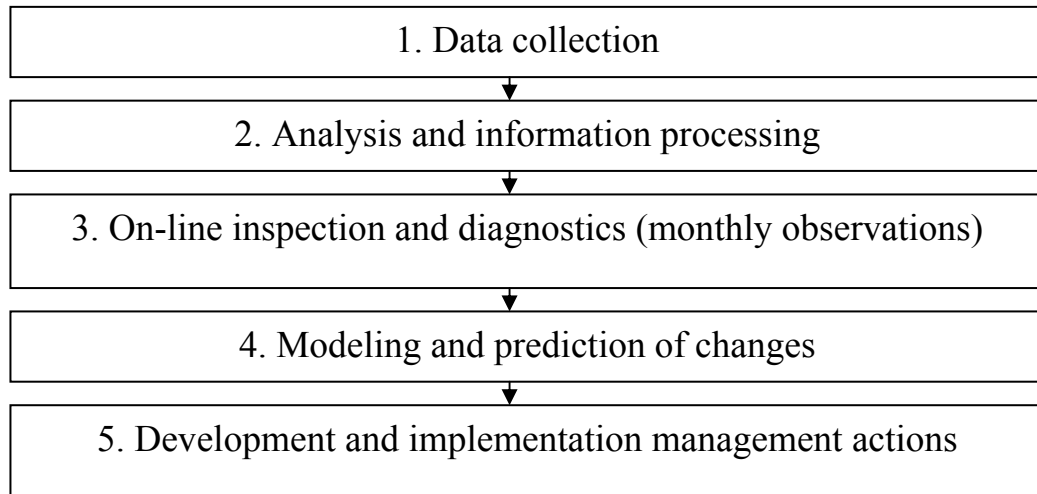 1. Data collection
2. Analysis and information processing
3. On-line inspection and diagnostics (monthly observations)
4. Modeling and prediction of changes
5. Development and implementation management actions